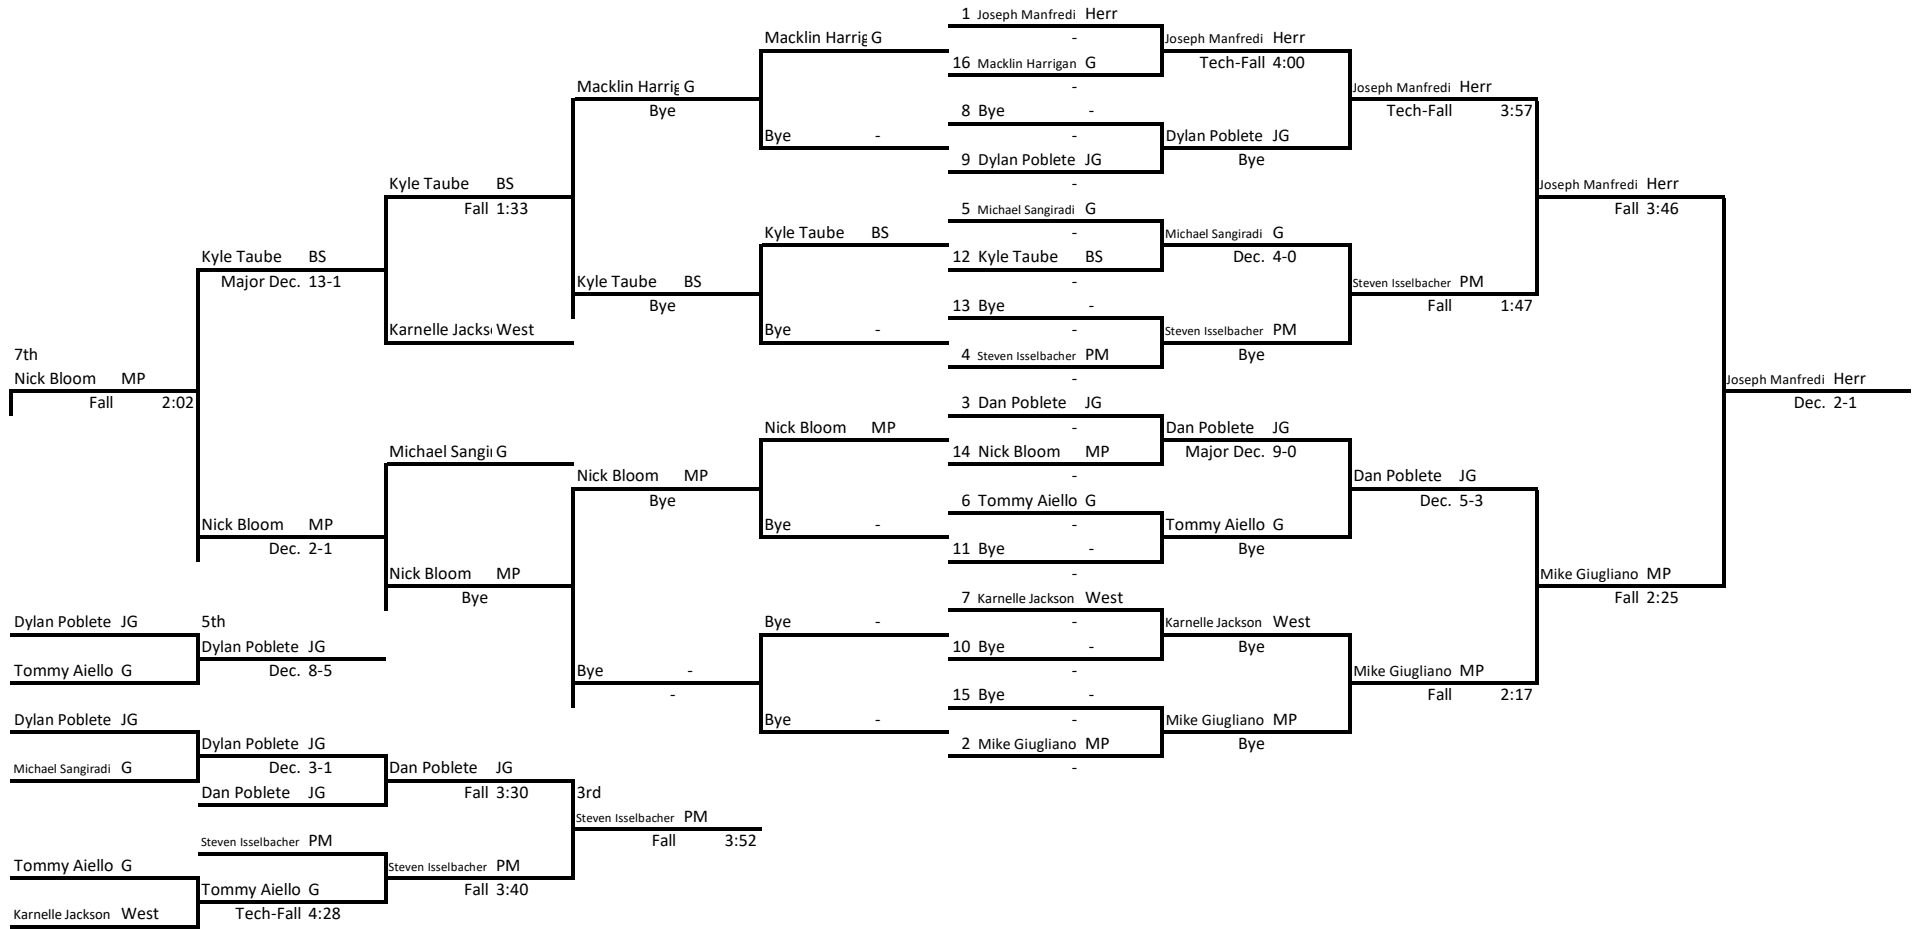 1 Joseph Manfredi Herr
Macklin Harrig G - Joseph Manfredi Herr
16 Macklin Harrigan G Tech-Fall 4:00
Macklin Harrig G - Joseph Manfredi Herr
Bye 8 Bye - Tech-Fall 3:57
Bye - - Dylan Poblete JG
9 Dylan Poblete JG Bye
Kyle Taube BS - Joseph Manfredi Herr
Fall 1:33 5 Michael Sangiradi G Fall 3:46
Kyle Taube BS - Michael Sangiradi G
Kyle Taube BS 12 Kyle Taube BS Dec. 4-0
Major Dec. 13-1 Kyle Taube BS - Steven Isselbacher PM
Bye 13 Bye - Fall 1:47
Karnelle Jacks West Bye - - Steven Isselbacher PM
7th 4 Steven Isselbacher PM Bye
Nick Bloom MP - Joseph Manfredi Herr
Fall 2:02 3 Dan Poblete JG Dec. 2-1
Nick Bloom MP - Dan Poblete JG
Michael Sangi G 14 Nick Bloom MP Major Dec. 9-0
Nick Bloom MP - Dan Poblete JG
Bye 6 Tommy Aiello G Dec. 5-3
Nick Bloom MP Bye - - Tommy Aiello G
Dec. 2-1 11 Bye - Bye
Nick Bloom MP - Mike Giugliano MP
Bye 7 Karnelle Jackson West Fall 2:25
Dylan Poblete JG 5th Bye - - Karnelle Jackson West
Dylan Poblete JG 10 Bye - Bye
Tommy Aiello G Dec. 8-5 Bye - - Mike Giugliano MP
- 15 Bye - Fall 2:17
Dylan Poblete JG Bye - - Mike Giugliano MP
Dylan Poblete JG 2 Mike Giugliano MP Bye
Michael Sangiradi G Dec. 3-1 Dan Poblete JG -
Dan Poblete JG Fall 3:30 3rd
Steven Isselbacher PM
Steven Isselbacher PM Fall 3:52
Tommy Aiello G Steven Isselbacher PM
Tommy Aiello G Fall 3:40
Karnelle Jackson West Tech-Fall 4:28